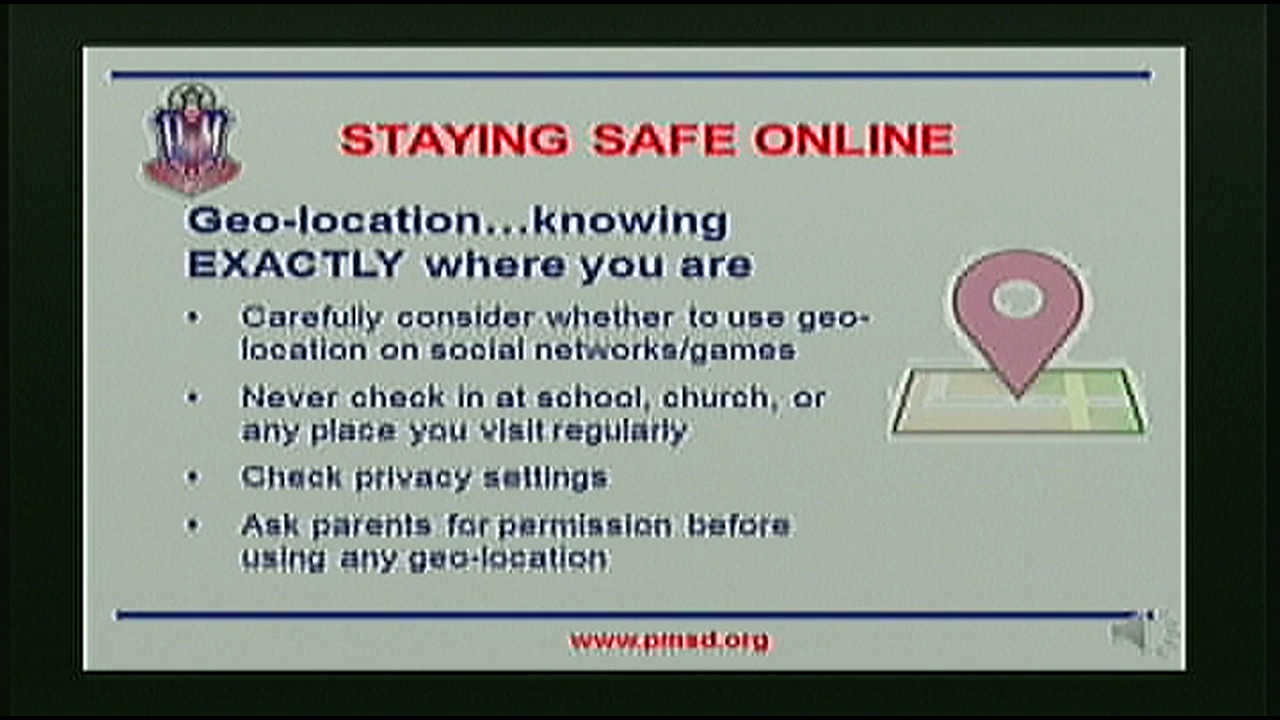 STAYING SAFE ONLINE
Geo-location...knowing
EXACTLY where you are
• Carefully consider whether to use geo-
location on social networks/games
• Never check in at school, church, or
any place you visit regularly
• Check privacy settings
• Ask parents for permission before
using any geo-location
www.pmsd.org